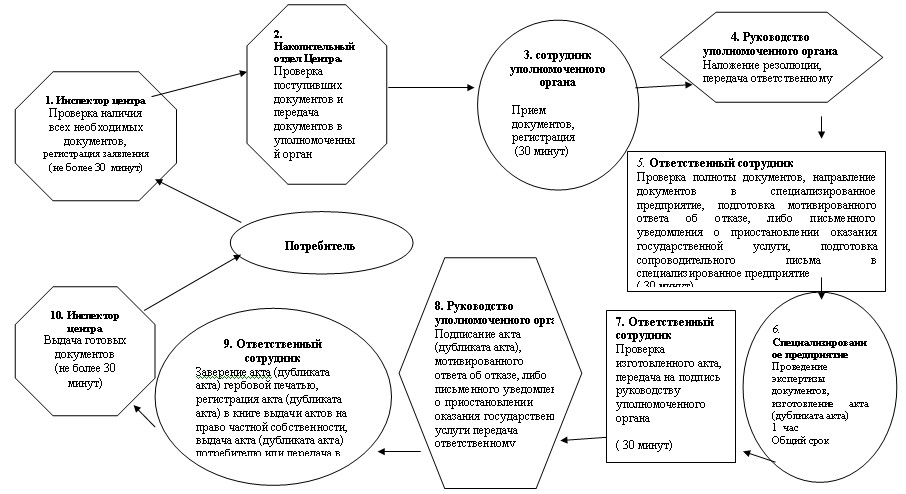 1. Инспектор центра
Проверка наличия
всех необходимых
документов,
регистрация заявления
(не более 30 минут)
2.
Накопительный
отдел Центра.
Проверка
поступивших
документов и
передача
документов в
уполномоченны
й орган
3. сотрудник
уполномоченного
органа
Прием
документов,
регистрация
(30 минут)
4. Руководство
уполномоченного органа
Наложение резолюции,
передача ответственному
5. Ответственный сотрудник
Проверка полноты документов, направление
документов в специализированное
предприятие, подготовка мотивированного
ответа об отказе, либо письменного
уведомления о приостановлении оказания
государственной услуги, подготовка
сопроводительного письма в
специализированное предприятие
( 30 минут)
Потребитель
6.
Специализированн
ое предприятие
Проведение
экспертизы
документов,
изготовление акта
(дубликата акта)
1 час
Общий срок
7. Ответственный
сотрудник
Проверка
изготовленного акта,
передача на подпись
руководству
уполномоченного
органа
( 30 минут)
8. Руководство
уполномоченного орга
Подписание акта
(дубликата акта),
мотивированного
ответа об отказе, либо
письменного уведомлен
о приостановлении
оказания государственн
услуги передача
ответственному
9. Ответственный
сотрудник
Заверение акта (дубликата
акта) гербовой печатью,
регистрация акта (дубликата
акта) в книге выдачи актов на
право частной собственности,
выдача акта (дубликата акта)
потребителю или передача в
10. Инспектор
центра
Выдача готовых
документов
(не более 30
минут)